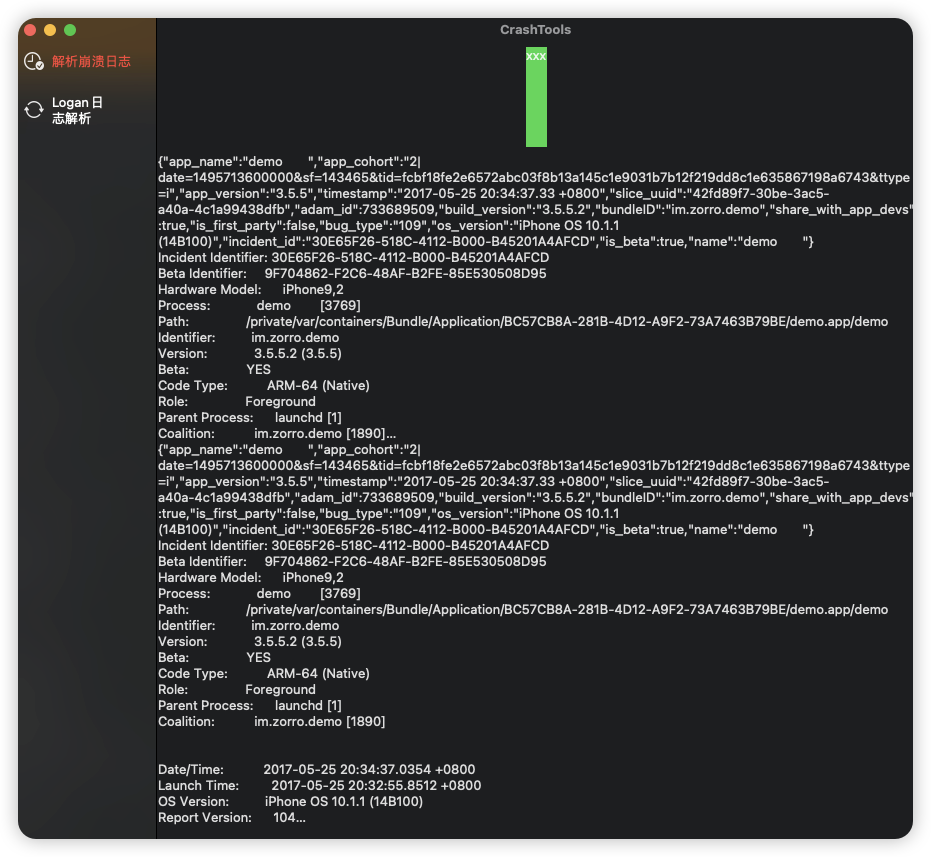 CrashTools
解析崩溃日志
Logan 日
志解析
xxx
{"app_name":"demo       ","app_cohort":"2|
date=1495713600000&sf=143465&tid=fcbf18fe2e6572abc03f8b13a145c1e9031b7b12f219dd8c1e635867198a6743&ttype
=i","app_version":"3.5.5","timestamp":"2017-05-25 20:34:37.33 +0800","slice_uuid":"42fd89f7-30be-3ac5-
a40a-4c1a99438dfb","adam_id":733689509,"build_version":"3.5.5.2","bundleID":"im.zorro.demo","share_with_app_devs"
:true,"is_first_party":false,"bug_type":"109","os_version":"iPhone OS 10.1.1
(14B100)","incident_id":"30E65F26-518C-4112-B000-B45201A4AFCD","is_beta":true,"name":"demo       "}
Incident Identifier: 30E65F26-518C-4112-B000-B45201A4AFCD
Beta Identifier:     9F704862-F2C6-48AF-B2FE-85E530508D95
Hardware Model:      iPhone9,2
Process:             demo        [3769]
Path:                /private/var/containers/Bundle/Application/BC57CB8A-281B-4D12-A9F2-73A7463B79BE/demo.app/demo
Identifier:          im.zorro.demo
Version:             3.5.5.2 (3.5.5)
Beta:                YES
Code Type:           ARM-64 (Native)
Role:                Foreground
Parent Process:      launchd [1]
Coalition:           im.zorro.demo [1890]...
{"app_name":"demo       ","app_cohort":"2|
date=1495713600000&sf=143465&tid=fcbf18fe2e6572abc03f8b13a145c1e9031b7b12f219dd8c1e635867198a6743&ttype
=i","app_version":"3.5.5","timestamp":"2017-05-25 20:34:37.33 +0800","slice_uuid":"42fd89f7-30be-3ac5-
a40a-4c1a99438dfb","adam_id":733689509,"build_version":"3.5.5.2","bundleID":"im.zorro.demo","share_with_app_devs"
:true,"is_first_party":false,"bug_type":"109","os_version":"iPhone OS 10.1.1
(14B100)","incident_id":"30E65F26-518C-4112-B000-B45201A4AFCD","is_beta":true,"name":"demo       "}
Incident Identifier: 30E65F26-518C-4112-B000-B45201A4AFCD
Beta Identifier:     9F704862-F2C6-48AF-B2FE-85E530508D95
Hardware Model:      iPhone9,2
Process:             demo        [3769]
Path:                /private/var/containers/Bundle/Application/BC57CB8A-281B-4D12-A9F2-73A7463B79BE/demo.app/demo
Identifier:          im.zorro.demo
Version:             3.5.5.2 (3.5.5)
Beta:                YES
Code Type:           ARM-64 (Native)
Role:                Foreground
Parent Process:      launchd [1]
Coalition:           im.zorro.demo [1890]
Date/Time:           2017-05-25 20:34:37.0354 +0800
Launch Time:         2017-05-25 20:32:55.8512 +0800
OS Version:          iPhone OS 10.1.1 (14B100)
Report Version:      104...